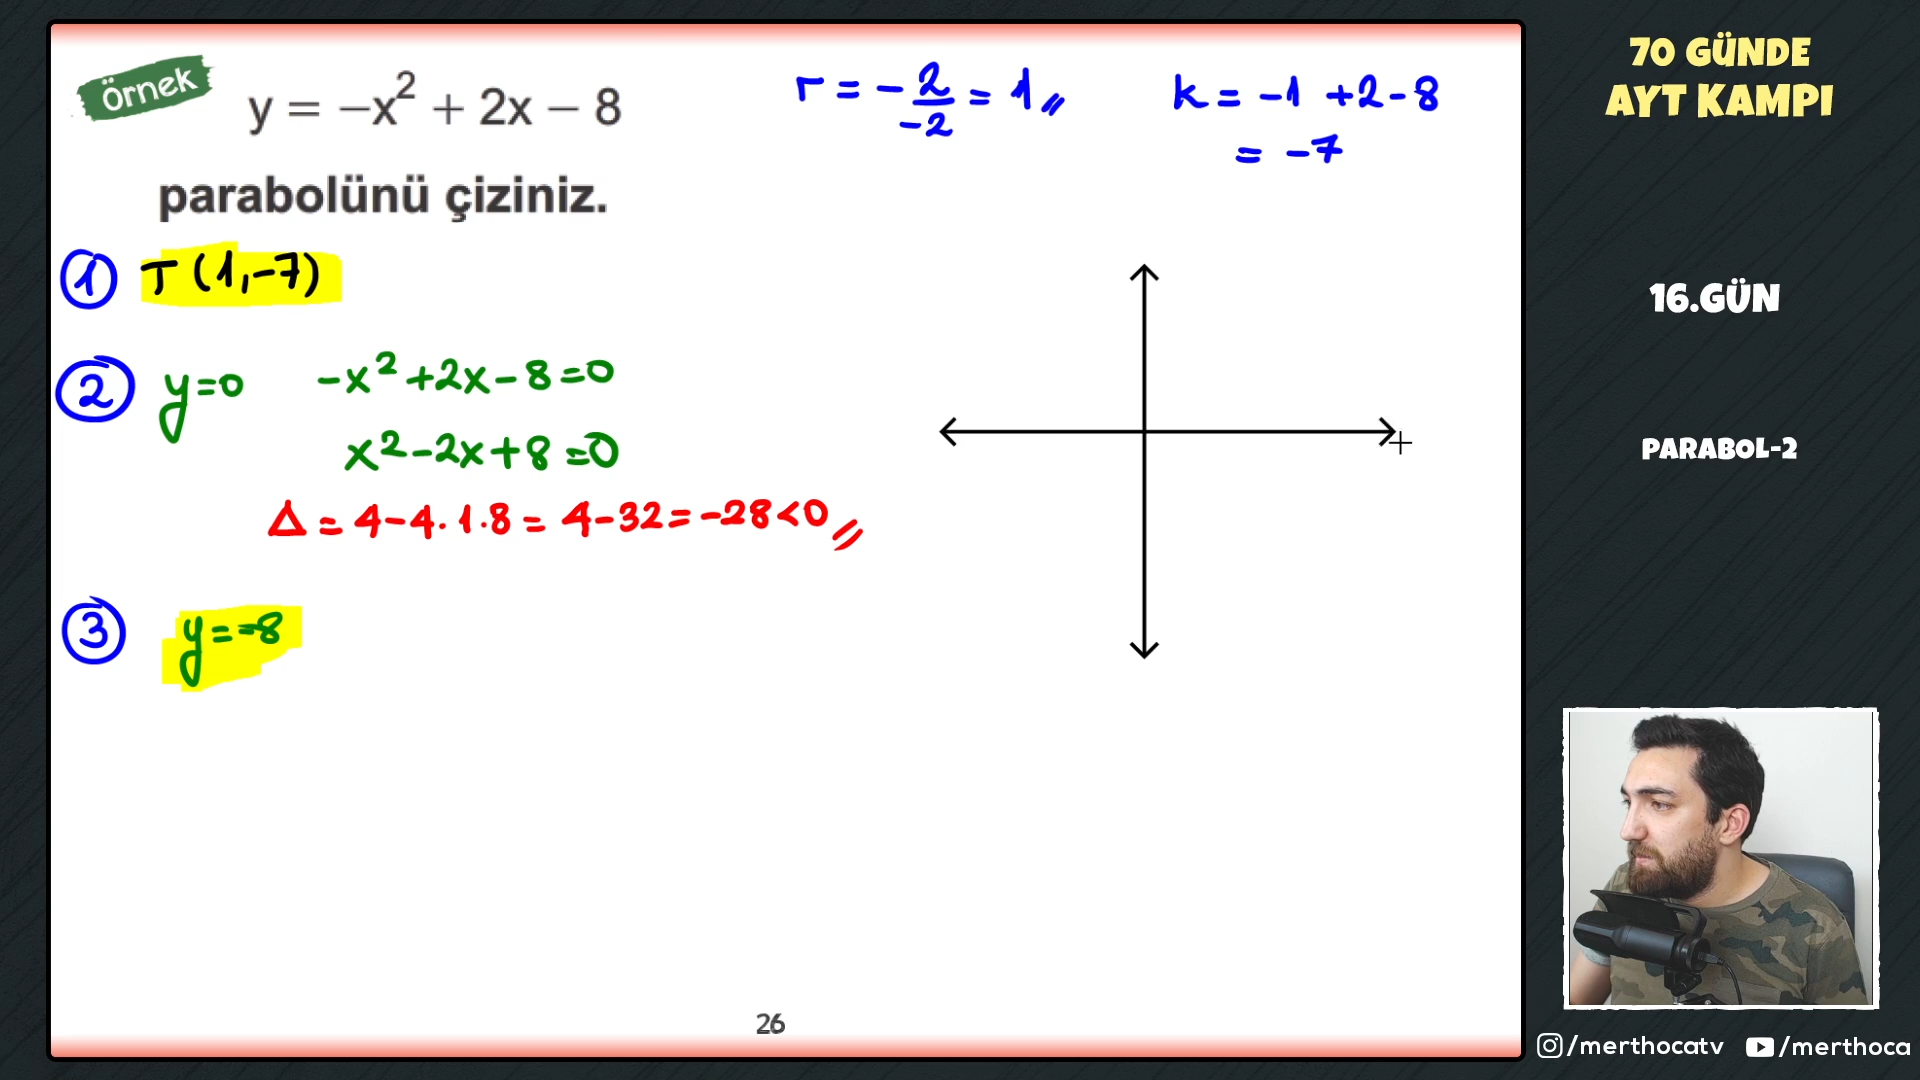 Örnek
y = −x² + 2x − 8
parabolünü çiziniz.
r = -2/-2 = 1,,
k = -1 +2-8
= -7
1 T(1,-7)
2 y=0 -x²+2x-8=0
x²-2x+8=0
Δ = 4-4.1.8 = 4-32=-28<0
3 y=-8
26
70 GÜNDE
AYT KAMPI
16.GÜN
PARABOL-2
/merthocatv /merthoca